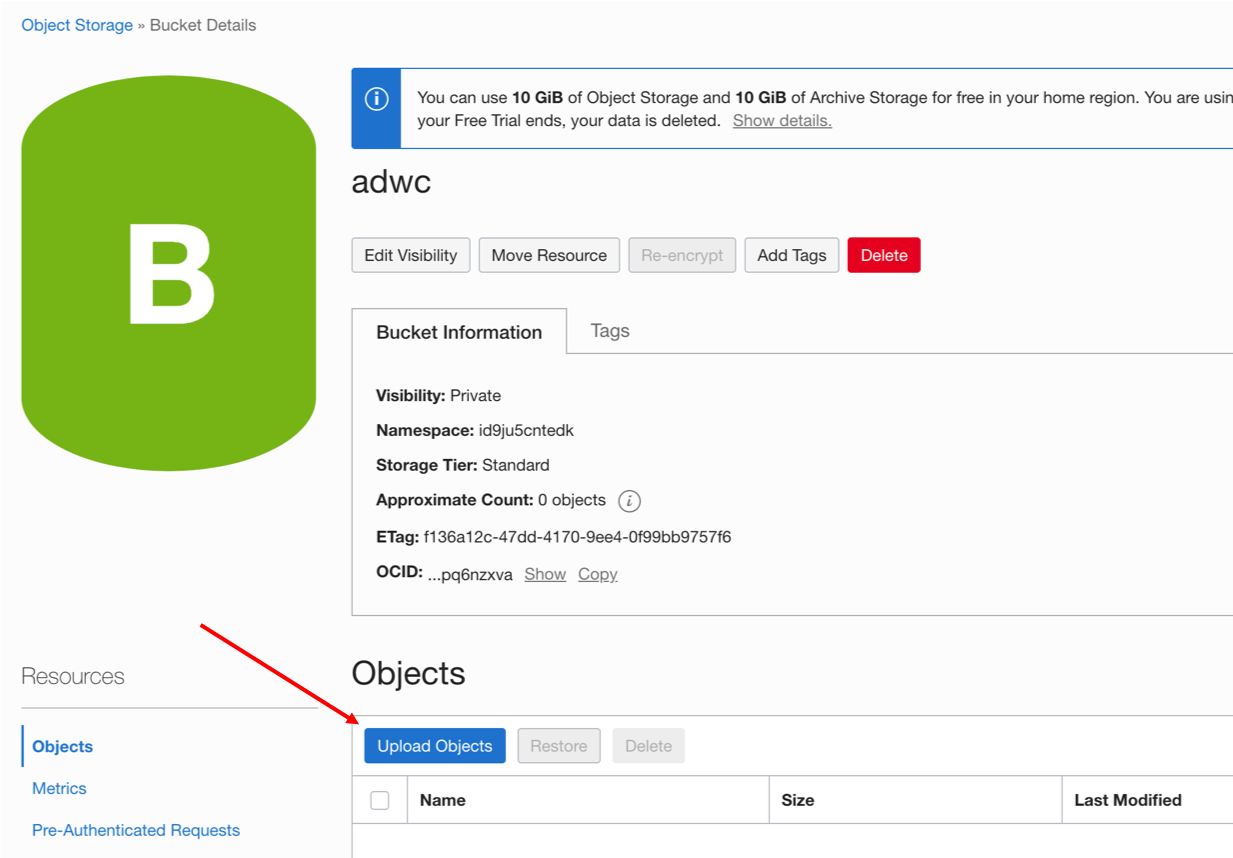 Object Storage » Bucket Details
B
You can use 10 GiB of Object Storage and 10 GiB of Archive Storage for free in your home region. You are
your Free Trial ends, your data is deleted. Show details.
adwc
Edit Visibility Move Resource Re-encrypt Add Tags Delete
Bucket Information Tags
Visibility: Private
Namespace: id9ju5cntedk
Storage Tier: Standard
Approximate Count: 0 objects i
ETag: f136a12c-47dd-4170-9ee4-0f99bb9757f6
OCID: ...pq6nzxva Show Copy
Resources
Objects
Metrics
Pre-Authenticated Requests
Objects
Upload Objects Restore Delete
Name Size Last Modified